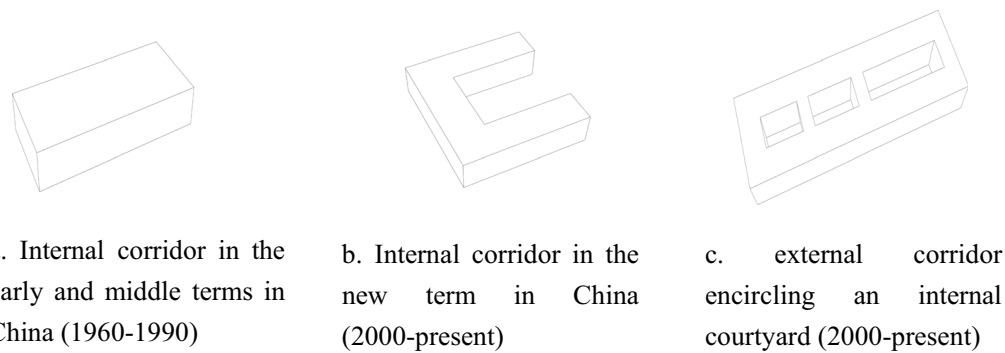 . Internal corridor in the
arly and middle terms in
China (1960-1990)
b. Internal corridor in the
new term in China
(2000-present)
c. external corridor
encircling an internal
courtyard (2000-present)